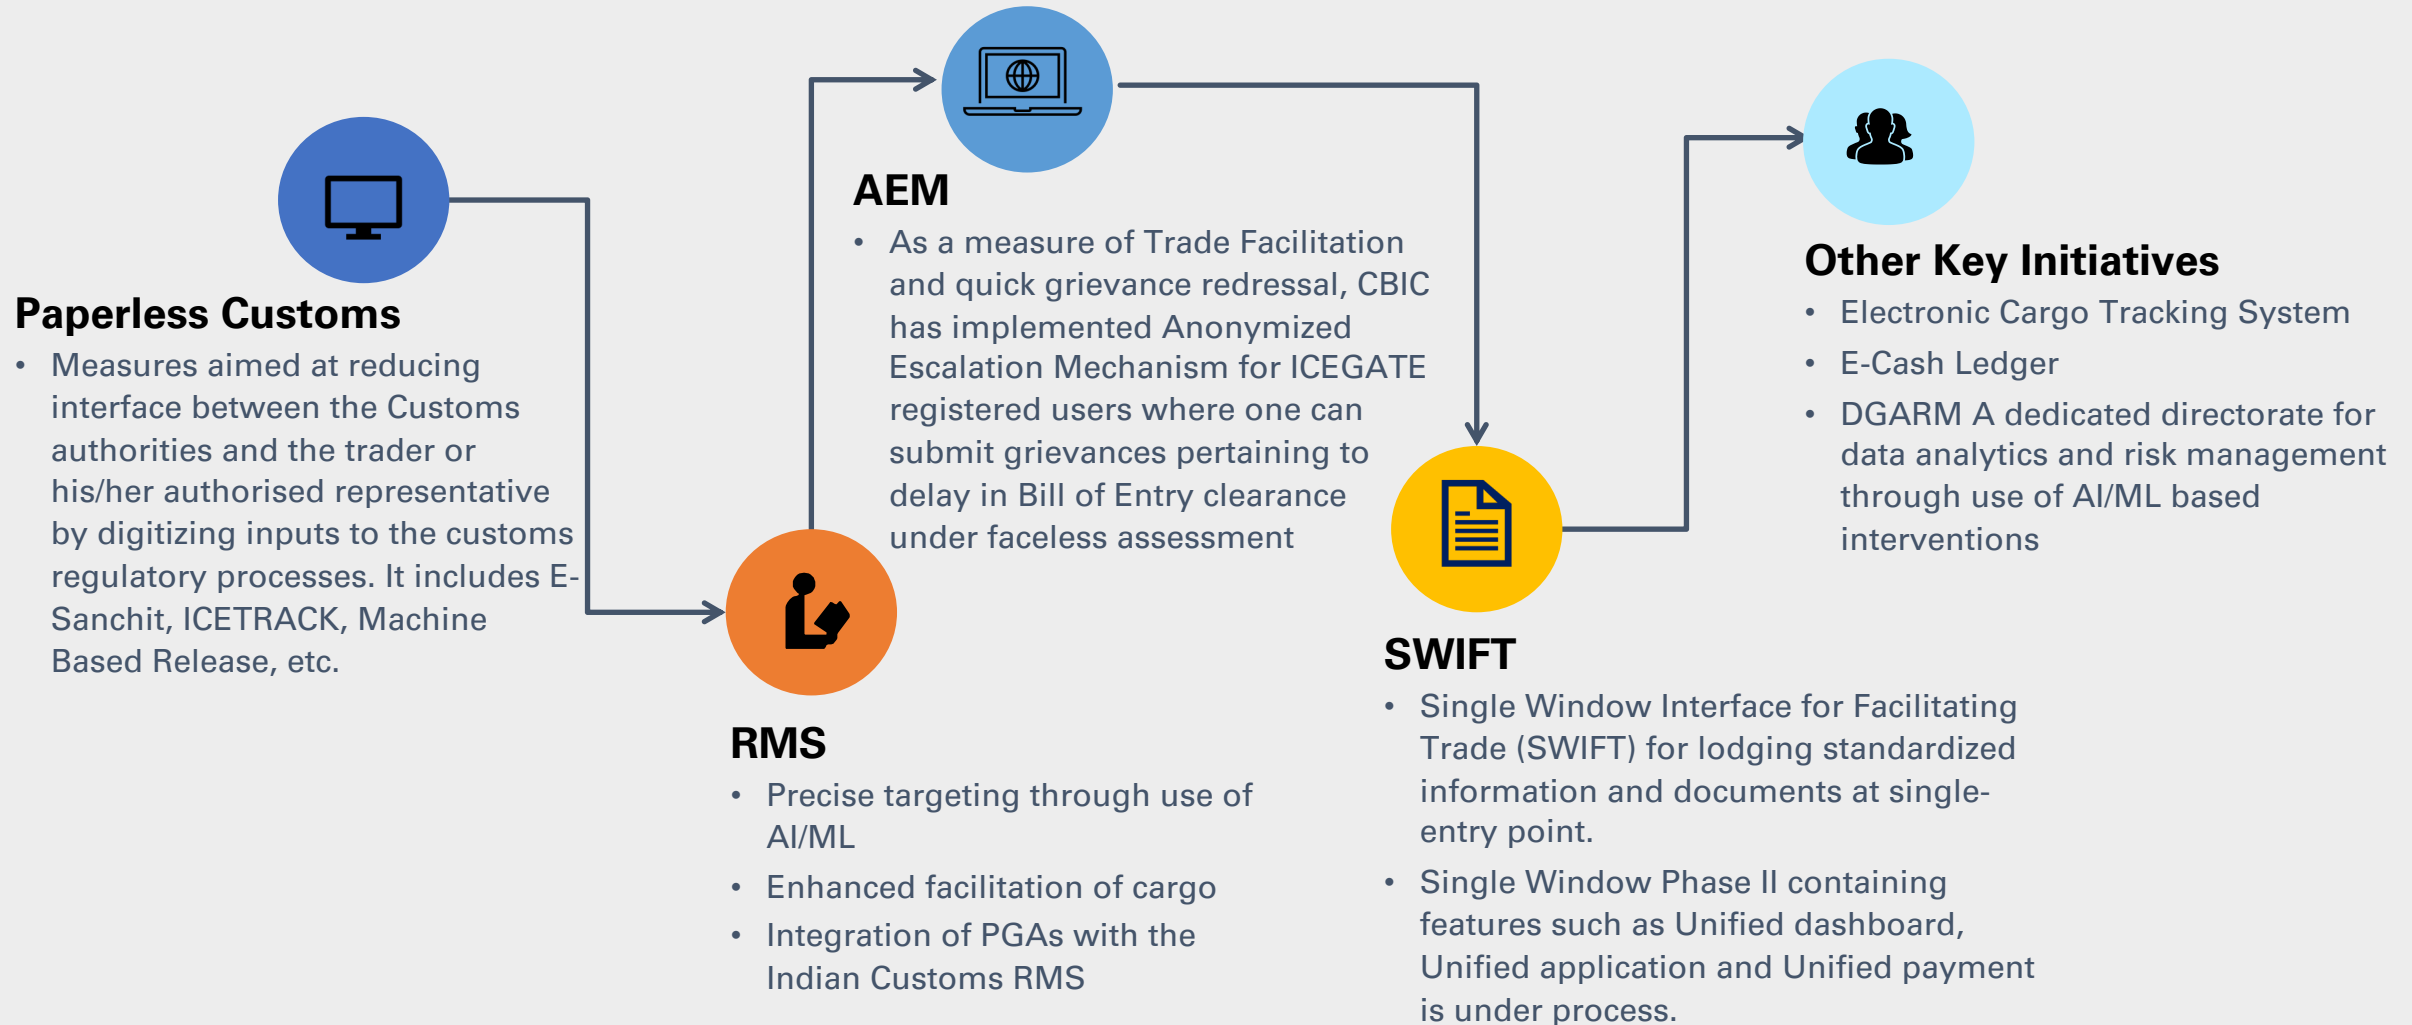 Paperless Customs
• Measures aimed at reducing
interface between the Customs
authorities and the trader or
his/her authorised representative
by digitizing inputs to the customs
regulatory processes. It includes E-
Sanchit, ICETRACK, Machine
Based Release, etc.
RMS
• Precise targeting through use of
AI/ML
• Enhanced facilitation of cargo
• Integration of PGAs with the
Indian Customs RMS
AEM
• As a measure of Trade Facilitation
and quick grievance redressal, CBIC
has implemented Anonymized
Escalation Mechanism for ICEGATE
registered users where one can
submit grievances pertaining to
delay in Bill of Entry clearance
under faceless assessment
SWIFT
• Single Window Interface for Facilitating
Trade (SWIFT) for lodging standardized
information and documents at single-
entry point.
• Single Window Phase II containing
features such as Unified dashboard,
Unified application and Unified payment
is under process.
Other Key Initiatives
• Electronic Cargo Tracking System
• E-Cash Ledger
• DGARM A dedicated directorate for
data analytics and risk management
through use of AI/ML based
interventions